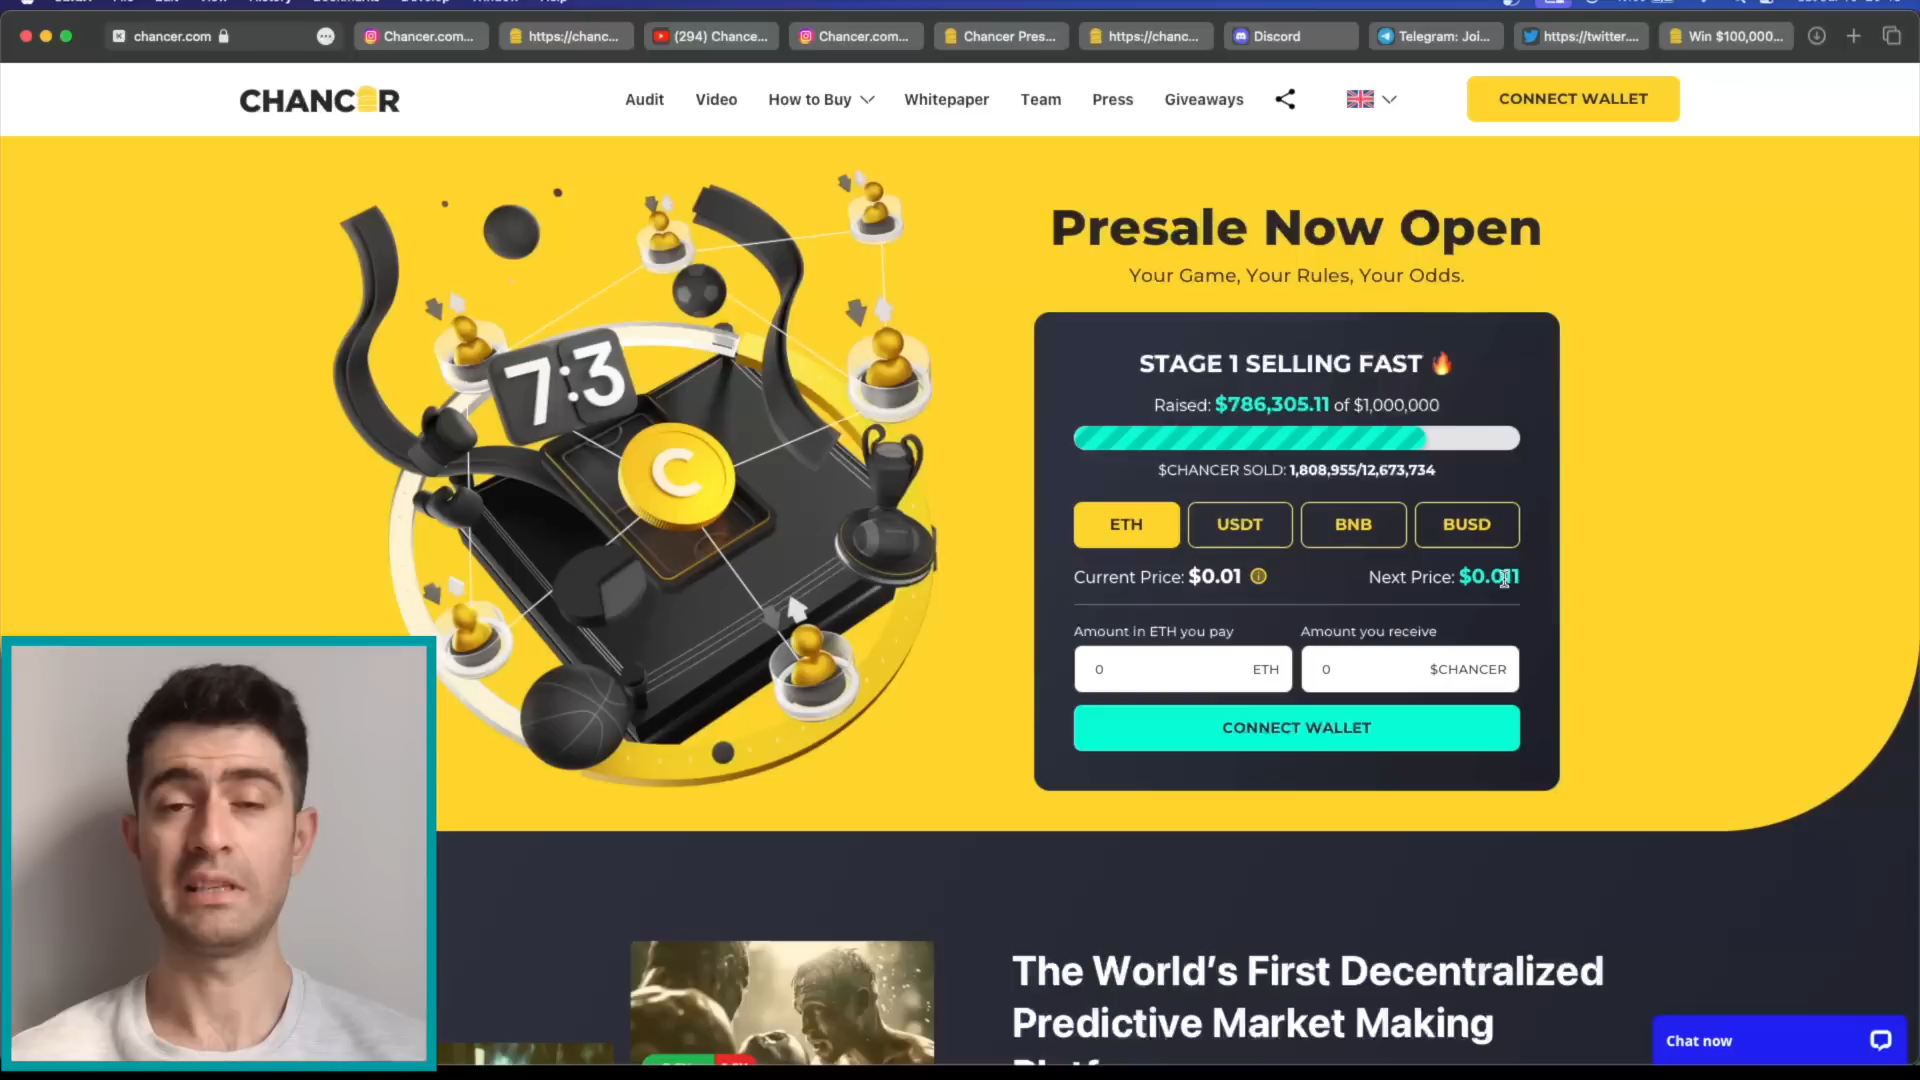 chancer.com
Chancer.com...
https://chanc...
(294) Chance...
Chancer.com...
Chancer Pres...
https://chanc...
Discord
Telegram: Joi...
https://twitter....
Win $100,000...
CHANCER
Audit
Video
How to Buy
Whitepaper
Team
Press
Giveaways
CONNECT WALLET
7:3
C
Presale Now Open
Your Game, Your Rules, Your Odds.
STAGE 1 SELLING FAST 🔥
Raised: $786,305.11 of $1,000,000
$CHANCER SOLD: 1,808,955/12,673,734
ETH
USDT
BNB
BUSD
Current Price: $0.01
Next Price: $0.011
Amount in ETH you pay
Amount you receive
0 ETH
0 $CHANCER
CONNECT WALLET
The World's First Decentralized
Predictive Market Making
Chat now